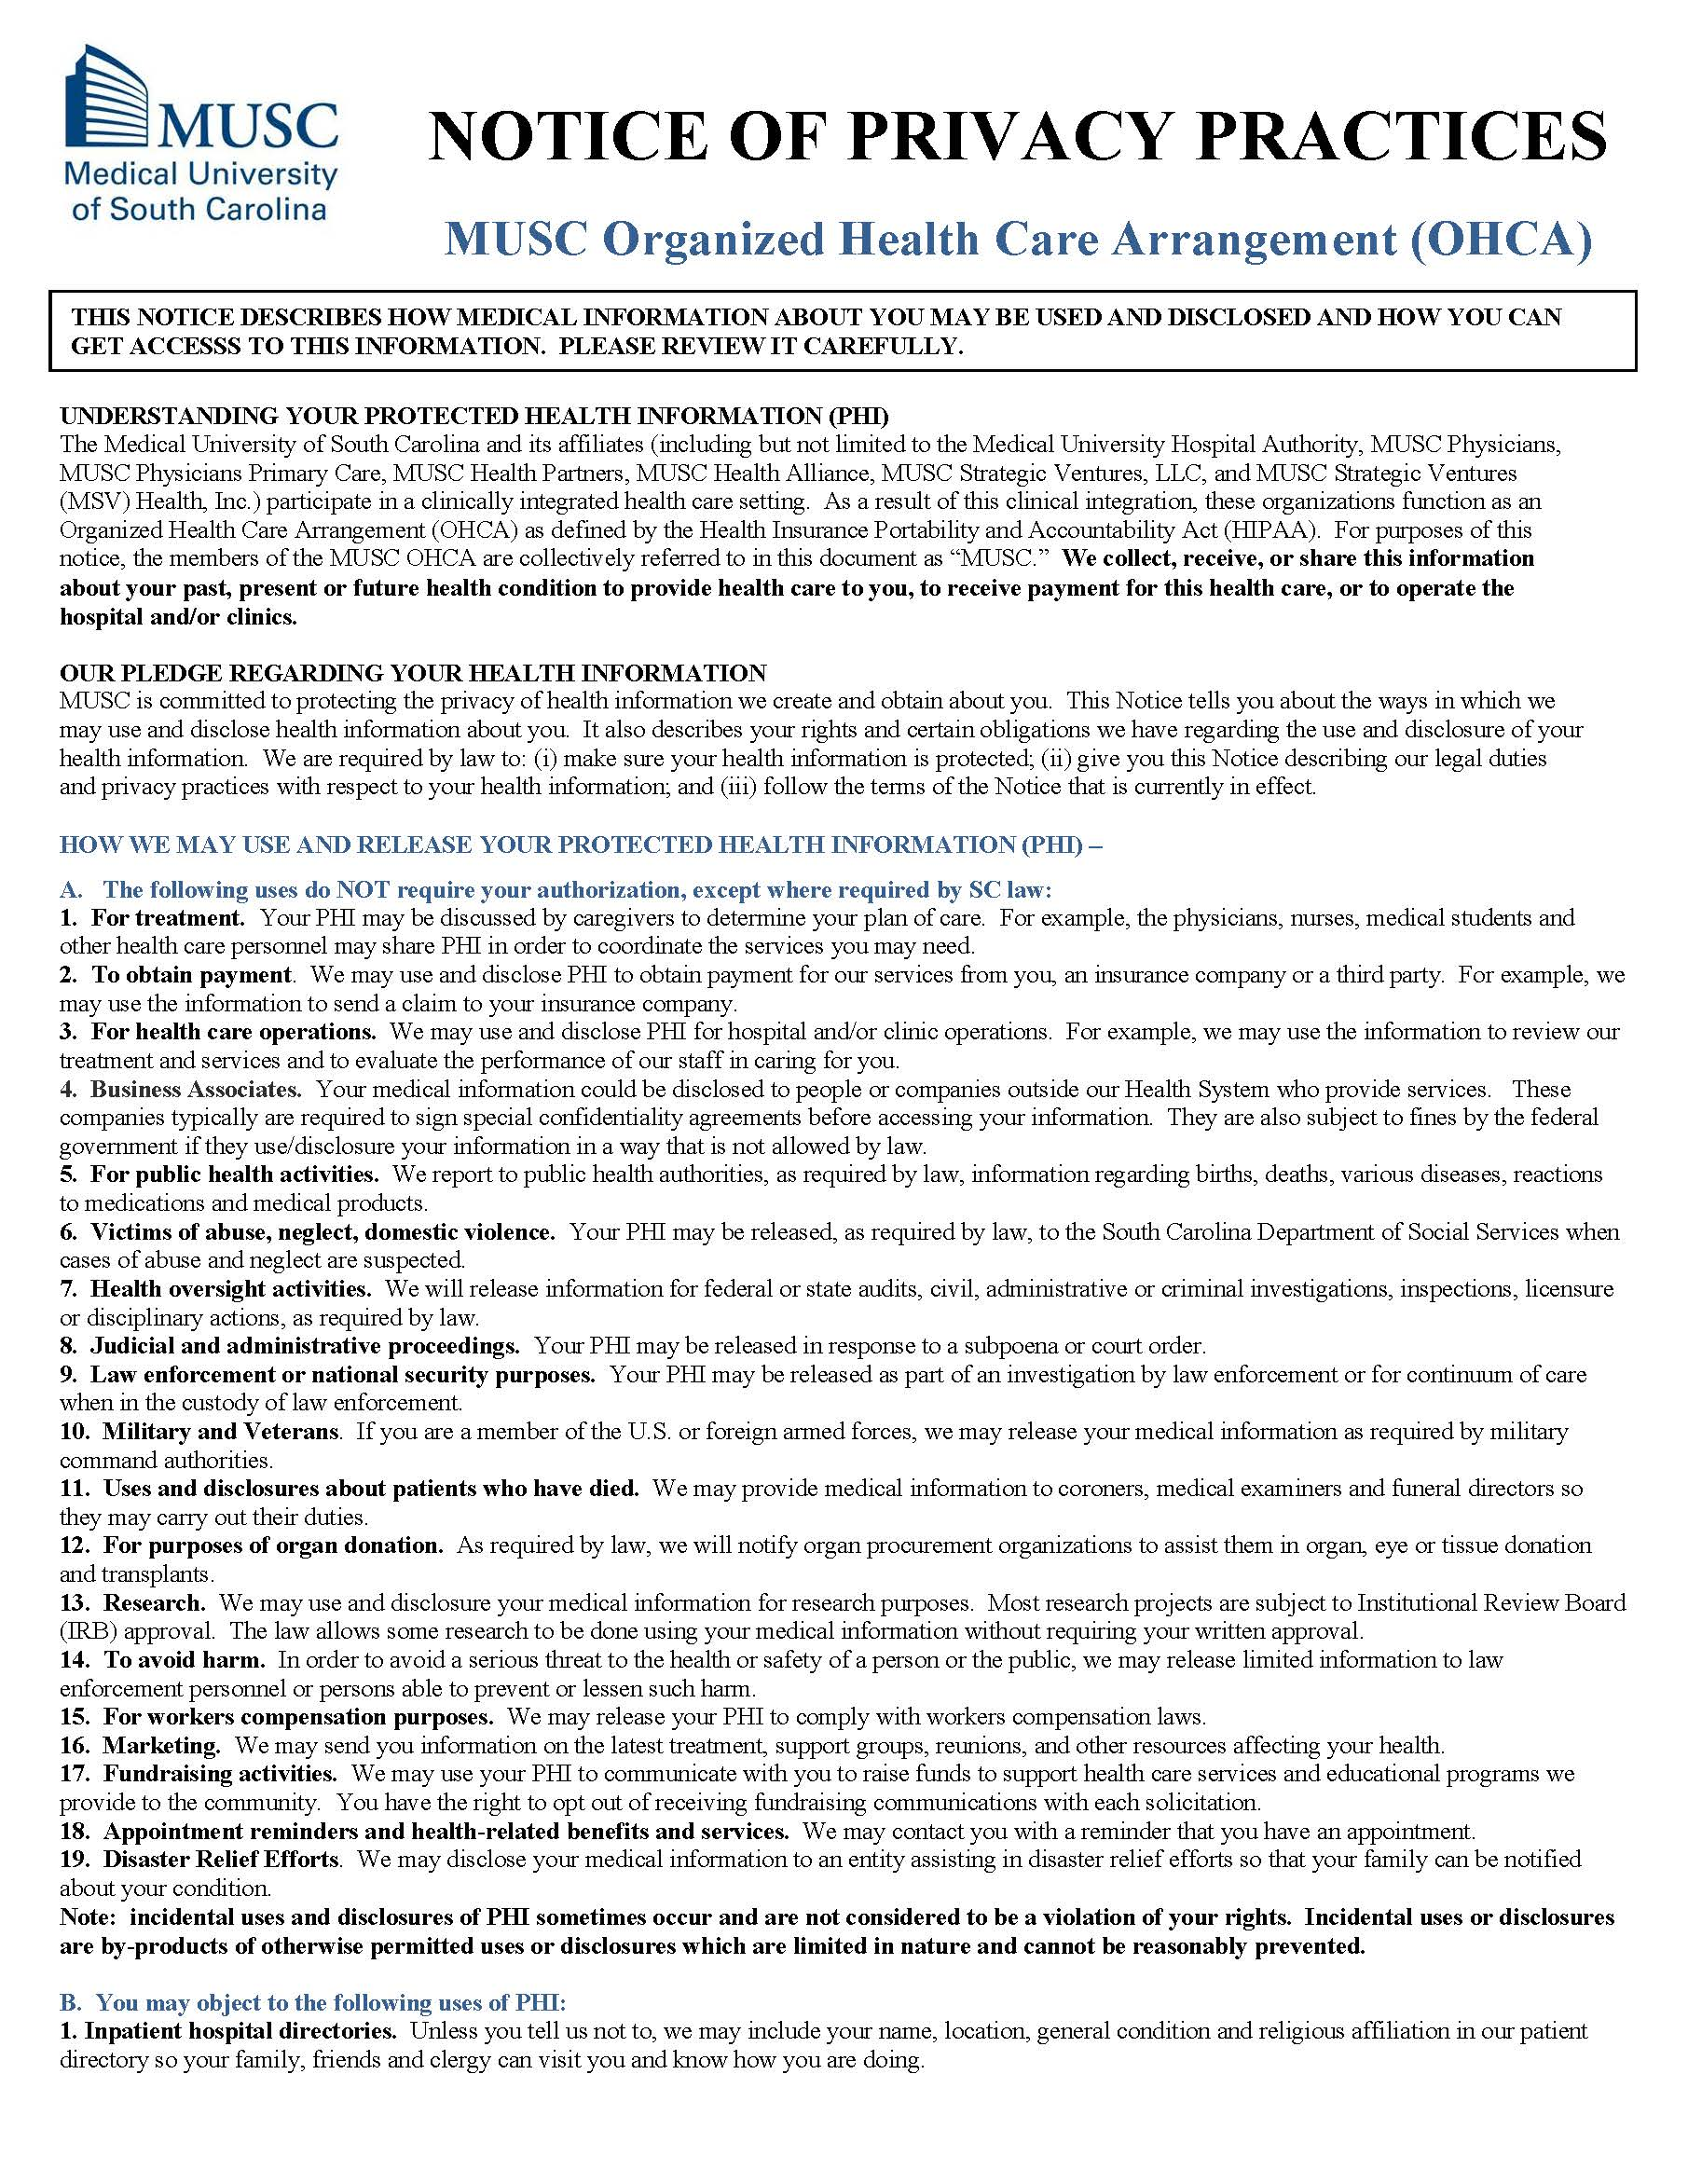 MUSC
Medical University
of South Carolina
NOTICE OF PRIVACY PRACTICES
MUSC Organized Health Care Arrangement (OHCA)
THIS NOTICE DESCRIBES HOW MEDICAL INFORMATION ABOUT YOU MAY BE USED AND DISCLOSED AND HOW YOU CAN
GET ACCESSS TO THIS INFORMATION.  PLEASE REVIEW IT CAREFULLY.
UNDERSTANDING YOUR PROTECTED HEALTH INFORMATION (PHI)
The Medical University of South Carolina and its affiliates (including but not limited to the Medical University Hospital Authority, MUSC Physicians,
MUSC Physicians Primary Care, MUSC Health Partners, MUSC Health Alliance, MUSC Strategic Ventures, LLC, and MUSC Strategic Ventures
(MSV) Health, Inc.) participate in a clinically integrated health care setting.  As a result of this clinical integration, these organizations function as an
Organized Health Care Arrangement (OHCA) as defined by the Health Insurance Portability and Accountability Act (HIPAA).  For purposes of this
notice, the members of the MUSC OHCA are collectively referred to in this document as “MUSC.”  We collect, receive, or share this information
about your past, present or future health condition to provide health care to you, to receive payment for this health care, or to operate the
hospital and/or clinics.
OUR PLEDGE REGARDING YOUR HEALTH INFORMATION
MUSC is committed to protecting the privacy of health information we create and obtain about you.  This Notice tells you about the ways in which we
may use and disclose health information about you.  It also describes your rights and certain obligations we have regarding the use and disclosure of your
health information.  We are required by law to: (i) make sure your health information is protected; (ii) give you this Notice describing our legal duties
and privacy practices with respect to your health information; and (iii) follow the terms of the Notice that is currently in effect.
HOW WE MAY USE AND RELEASE YOUR PROTECTED HEALTH INFORMATION (PHI) –
A.   The following uses do NOT require your authorization, except where required by SC law:
1.  For treatment.  Your PHI may be discussed by caregivers to determine your plan of care.  For example, the physicians, nurses, medical students and
other health care personnel may share PHI in order to coordinate the services you may need.
2.  To obtain payment.  We may use and disclose PHI to obtain payment for our services from you, an insurance company or a third party.  For example, we
may use the information to send a claim to your insurance company.
3.  For health care operations.  We may use and disclose PHI for hospital and/or clinic operations.  For example, we may use the information to review our
treatment and services and to evaluate the performance of our staff in caring for you.
4.  Business Associates.  Your medical information could be disclosed to people or companies outside our Health System who provide services.   These
companies typically are required to sign special confidentiality agreements before accessing your information.  They are also subject to fines by the federal
government if they use/disclosure your information in a way that is not allowed by law.
5.  For public health activities.  We report to public health authorities, as required by law, information regarding births, deaths, various diseases, reactions
to medications and medical products.
6.  Victims of abuse, neglect, domestic violence.  Your PHI may be released, as required by law, to the South Carolina Department of Social Services when
cases of abuse and neglect are suspected.
7.  Health oversight activities.  We will release information for federal or state audits, civil, administrative or criminal investigations, inspections, licensure
or disciplinary actions, as required by law.
8.  Judicial and administrative proceedings.  Your PHI may be released in response to a subpoena or court order.
9.  Law enforcement or national security purposes.  Your PHI may be released as part of an investigation by law enforcement or for continuum of care
when in the custody of law enforcement.
10.  Military and Veterans.  If you are a member of the U.S. or foreign armed forces, we may release your medical information as required by military
command authorities.
11.  Uses and disclosures about patients who have died.  We may provide medical information to coroners, medical examiners and funeral directors so
they may carry out their duties.
12.  For purposes of organ donation.  As required by law, we will notify organ procurement organizations to assist them in organ, eye or tissue donation
and transplants.
13.  Research.  We may use and disclosure your medical information for research purposes.  Most research projects are subject to Institutional Review Board
(IRB) approval.  The law allows some research to be done using your medical information without requiring your written approval.
14.  To avoid harm.  In order to avoid a serious threat to the health or safety of a person or the public, we may release limited information to law
enforcement personnel or persons able to prevent or lessen such harm.
15.  For workers compensation purposes.  We may release your PHI to comply with workers compensation laws.
16.  Marketing.  We may send you information on the latest treatment, support groups, reunions, and other resources affecting your health.
17.  Fundraising activities.  We may use your PHI to communicate with you to raise funds to support health care services and educational programs we
provide to the community.  You have the right to opt out of receiving fundraising communications with each solicitation.
18.  Appointment reminders and health-related benefits and services.  We may contact you with a reminder that you have an appointment.
19.  Disaster Relief Efforts.  We may disclose your medical information to an entity assisting in disaster relief efforts so that your family can be notified
about your condition.
Note:  incidental uses and disclosures of PHI sometimes occur and are not considered to be a violation of your rights.  Incidental uses or disclosures
are by-products of otherwise permitted uses or disclosures which are limited in nature and cannot be reasonably prevented.
B.  You may object to the following uses of PHI:
1. Inpatient hospital directories.  Unless you tell us not to, we may include your name, location, general condition and religious affiliation in our patient
directory so your family, friends and clergy can visit you and know how you are doing.